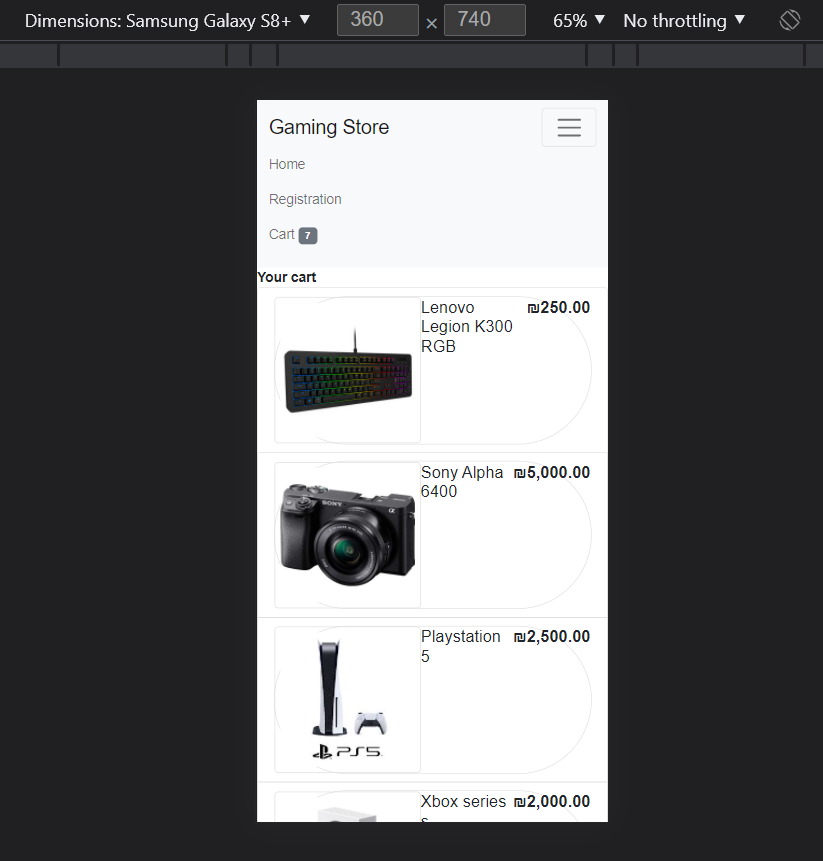 Dimensions: Samsung Galaxy S8+ ▼ 360 × 740 65% ▼ No throttling ▼
Gaming Store
Home
Registration
Cart 7
Your cart
Lenovo Legion K300 RGB ₪250.00
Sony Alpha 6400 ₪5,000.00
SONY
α
Playstation 5 ₪2,500.00
PS5
Xbox series s ₪2,000.00